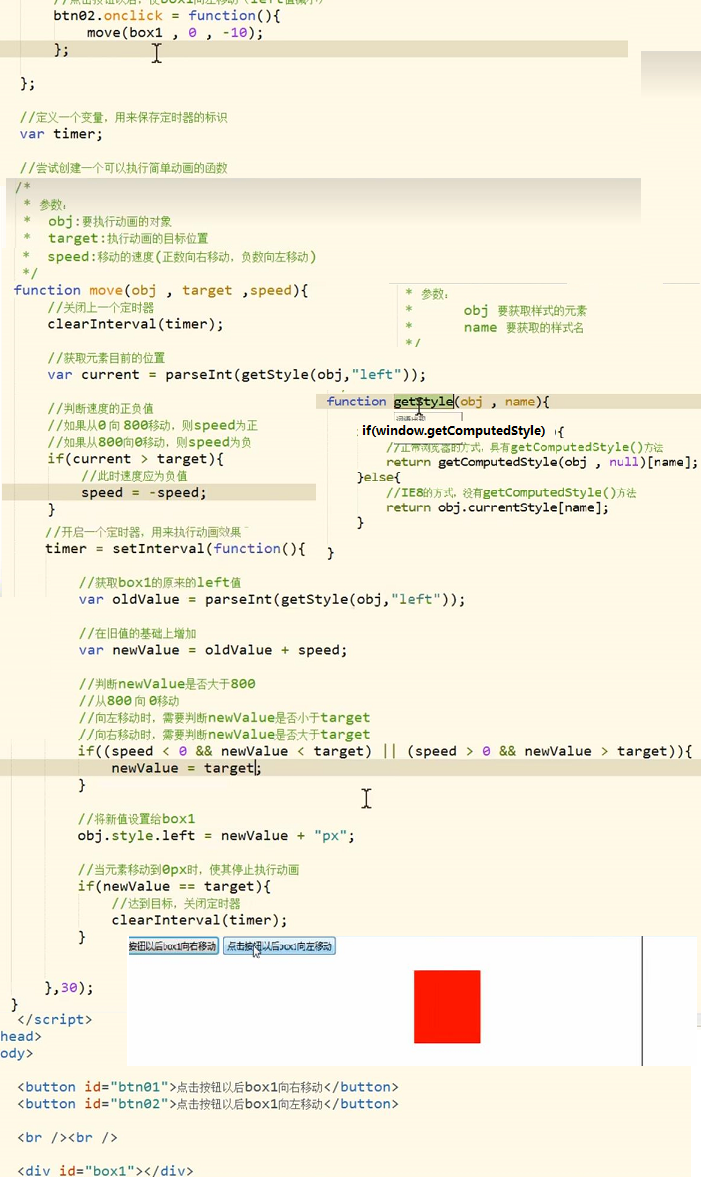 //点击按钮以后，使box1向左移动（left值减小）
btn02.onclick = function(){
move(box1 , 0 , -10);
};
};
//定义一个变量，用来保存定时器的标识
var timer;
//尝试创建一个可以执行简单动画的函数
/*
* 参数：
* obj:要执行动画的对象
* target:执行动画的目标位置
* speed:移动的速度(正数向右移动，负数向左移动)
*/
function move(obj , target ,speed){
//关闭上一个定时器
clearInterval(timer);
//获取元素目前的位置
var current = parseInt(getStyle(obj,"left"));
//判断速度的正负值
//如果从0 向 800移动，则speed为正
//如果从800向0移动，则speed为负
if(current > target){
//此时速度应为负值
speed = -speed;
}
* 参数：
* obj 要获取样式的元素
* name 要获取的样式名
*/
function getStyle(obj , name){
if(window.getComputedStyle) ){
//正常浏览器的方式，具有getComputedStyle()方法
return getComputedStyle(obj , null)[name];
}else{
//IE8的方式，没有getComputedStyle()方法
return obj.currentStyle[name];
}
}
//开启一个定时器，用来执行动画效果
timer = setInterval(function(){
//获取box1的原来的left值
var oldValue = parseInt(getStyle(obj,"left"));
//在旧值的基础上增加
var newValue = oldValue + speed;
//判断newValue是否大于800
//从800 向 0移动
//向左移动时，需要判断newValue是否小于target
//向右移动时，需要判断newValue是否大于target
if((speed < 0 && newValue < target) || (speed > 0 && newValue > target)){
newValue = target;
}
//将新值设置给box1
obj.style.left = newValue + "px";
//当元素移动到0px时，使其停止执行动画
if(newValue == target){
//达到目标，关闭定时器
clearInterval(timer);
}
按钮以后box1向右移动 点击按钮以后box1向左移动
},30);
}
</script>
head>
ody>
<button id="btn01">点击按钮以后box1向右移动</button>
<button id="btn02">点击按钮以后box1向左移动</button>
<br /><br />
<div id="box1"></div>